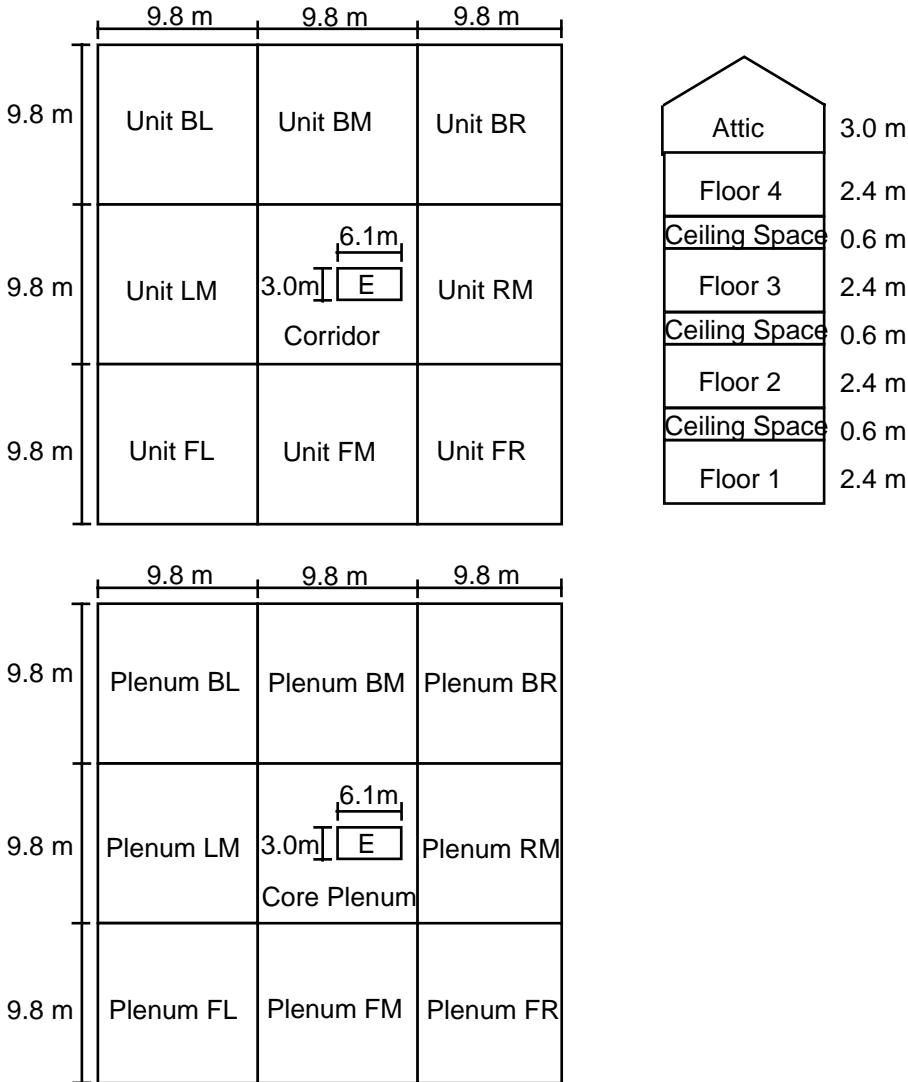 9.8 m 9.8 m 9.8 m
9.8 m
Unit BL Unit BM Unit BR
9.8 m
Unit LM
6.1m
3.0m E
Corridor
Unit RM
9.8 m
Unit FL Unit FM Unit FR
Attic 3.0 m
Floor 4 2.4 m
Ceiling Space 0.6 m
Floor 3 2.4 m
Ceiling Space 0.6 m
Floor 2 2.4 m
Ceiling Space 0.6 m
Floor 1 2.4 m
9.8 m 9.8 m 9.8 m
9.8 m
Plenum BL Plenum BM Plenum BR
9.8 m
Plenum LM
6.1m
3.0m E
Core Plenum
Plenum RM
9.8 m
Plenum FL Plenum FM Plenum FR